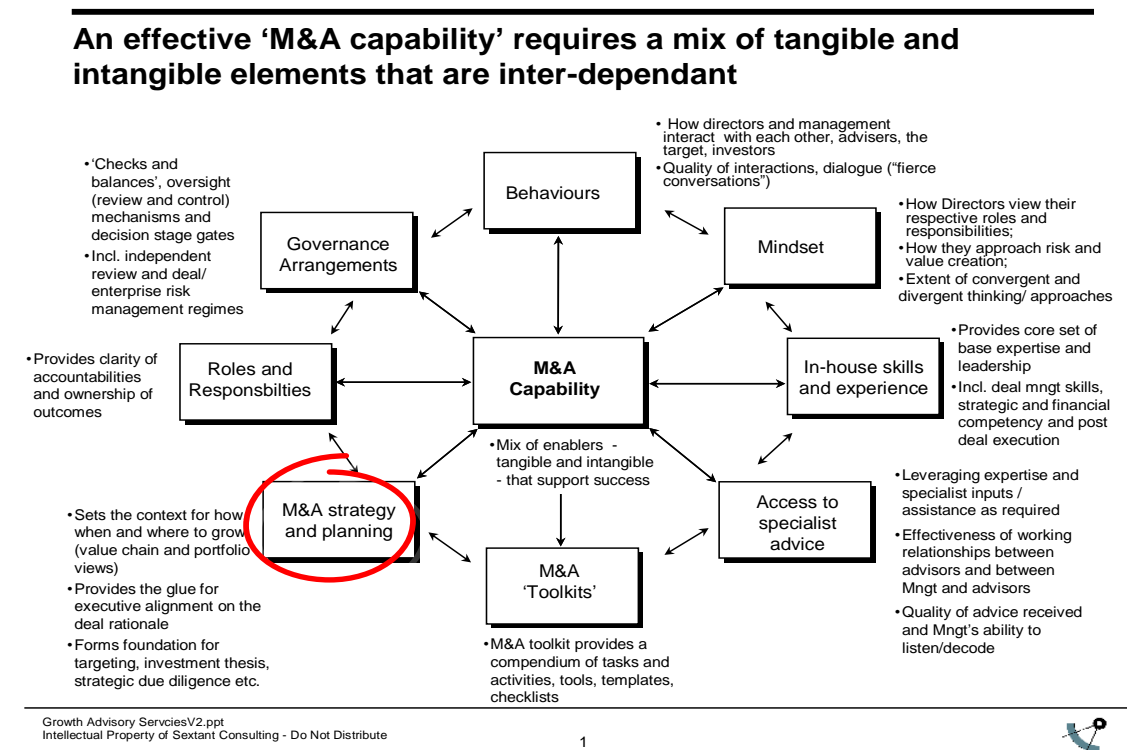 An effective ‘M&A capability’ requires a mix of tangible and
intangible elements that are inter-dependant
• How directors and management
interact with each other, advisers, the
target, investors
•Quality of interactions, dialogue (“fierce
conversations”)
Behaviours
•‘Checks and
balances’, oversight
(review and control)
mechanisms and
decision stage gates
•Incl. independent
review and deal/
enterprise risk
management regimes
Governance
Arrangements
Mindset
•How Directors view their
respective roles and
responsibilities;
•How they approach risk and
value creation;
•Extent of convergent and
divergent thinking/ approaches
•Provides clarity of
accountabilities
and ownership of
outcomes
Roles and
Responsbilties
M&A
Capability
•Mix of enablers -
tangible and intangible
- that support success
In-house skills
and experience
•Provides core set of
base expertise and
leadership
•Incl. deal mngt skills,
strategic and financial
competency and post
deal execution
•Sets the context for how
when and where to grow
(value chain and portfolio
views)
•Provides the glue for
executive alignment on the
deal rationale
•Forms foundation for
targeting, investment thesis,
strategic due diligence etc.
M&A strategy
and planning
M&A
‘Toolkits’
•M&A toolkit provides a
compendium of tasks and
activities, tools, templates,
checklists
Access to
specialist
advice
•Leveraging expertise and
specialist inputs /
assistance as required
•Effectiveness of working
relationships between
advisors and between
Mngt and advisors
•Quality of advice received
and Mngt’s ability to
listen/decode
Growth Advisory ServciesV2.ppt
Intellectual Property of Sextant Consulting - Do Not Distribute
1